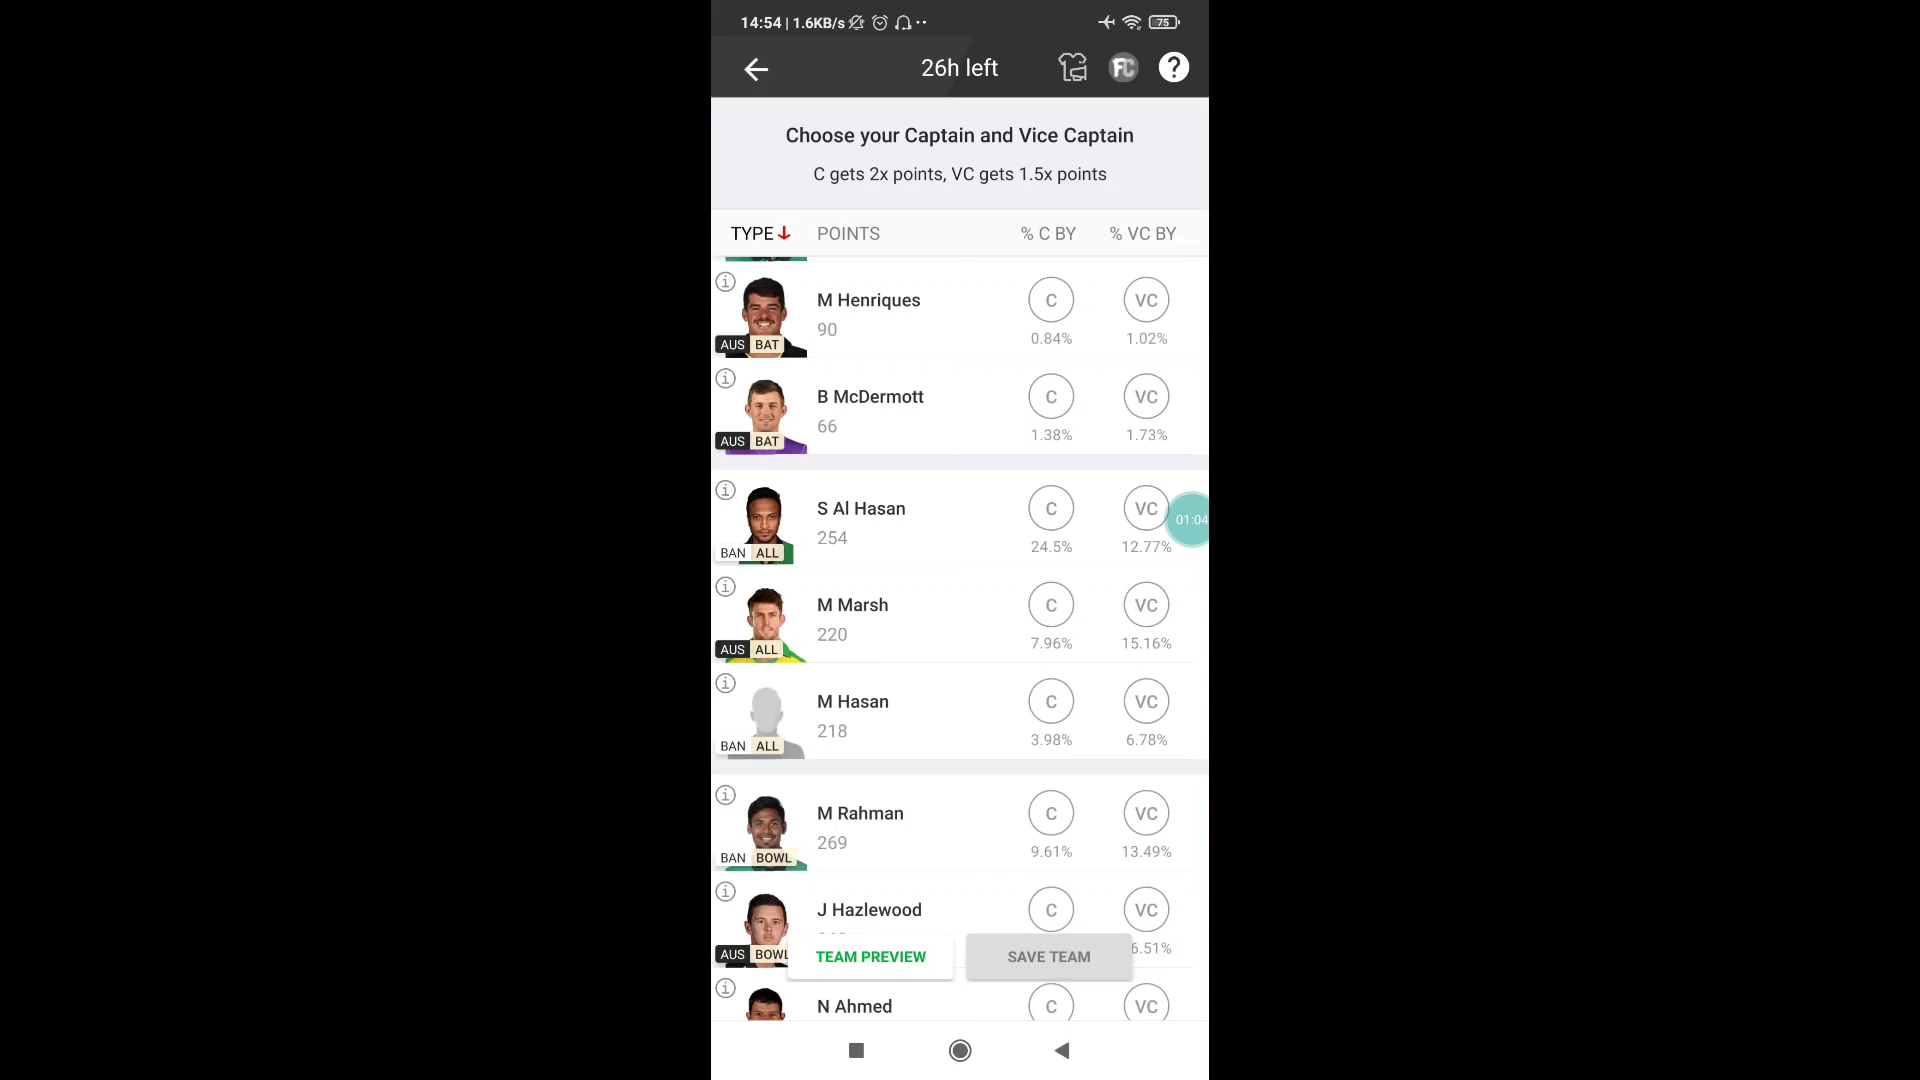 14:54 | 1.6KB/s
75
26h left
FC
?
Choose your Captain and Vice Captain
C gets 2x points, VC gets 1.5x points
TYPE POINTS % C BY % VC BY
M Henriques C VC
90
AUS BAT 0.84% 1.02%
B McDermott C VC
66
AUS BAT 1.38% 1.73%
S Al Hasan C VC
01:04
254
BAN ALL 24.5% 12.77%
M Marsh C VC
220
AUS ALL 7.96% 15.16%
M Hasan C VC
218
BAN ALL 3.98% 6.78%
M Rahman C VC
269
BAN BOWL 9.61% 13.49%
J Hazlewood C VC
AUS BOWL 6.51%
TEAM PREVIEW SAVE TEAM
N Ahmed C VC